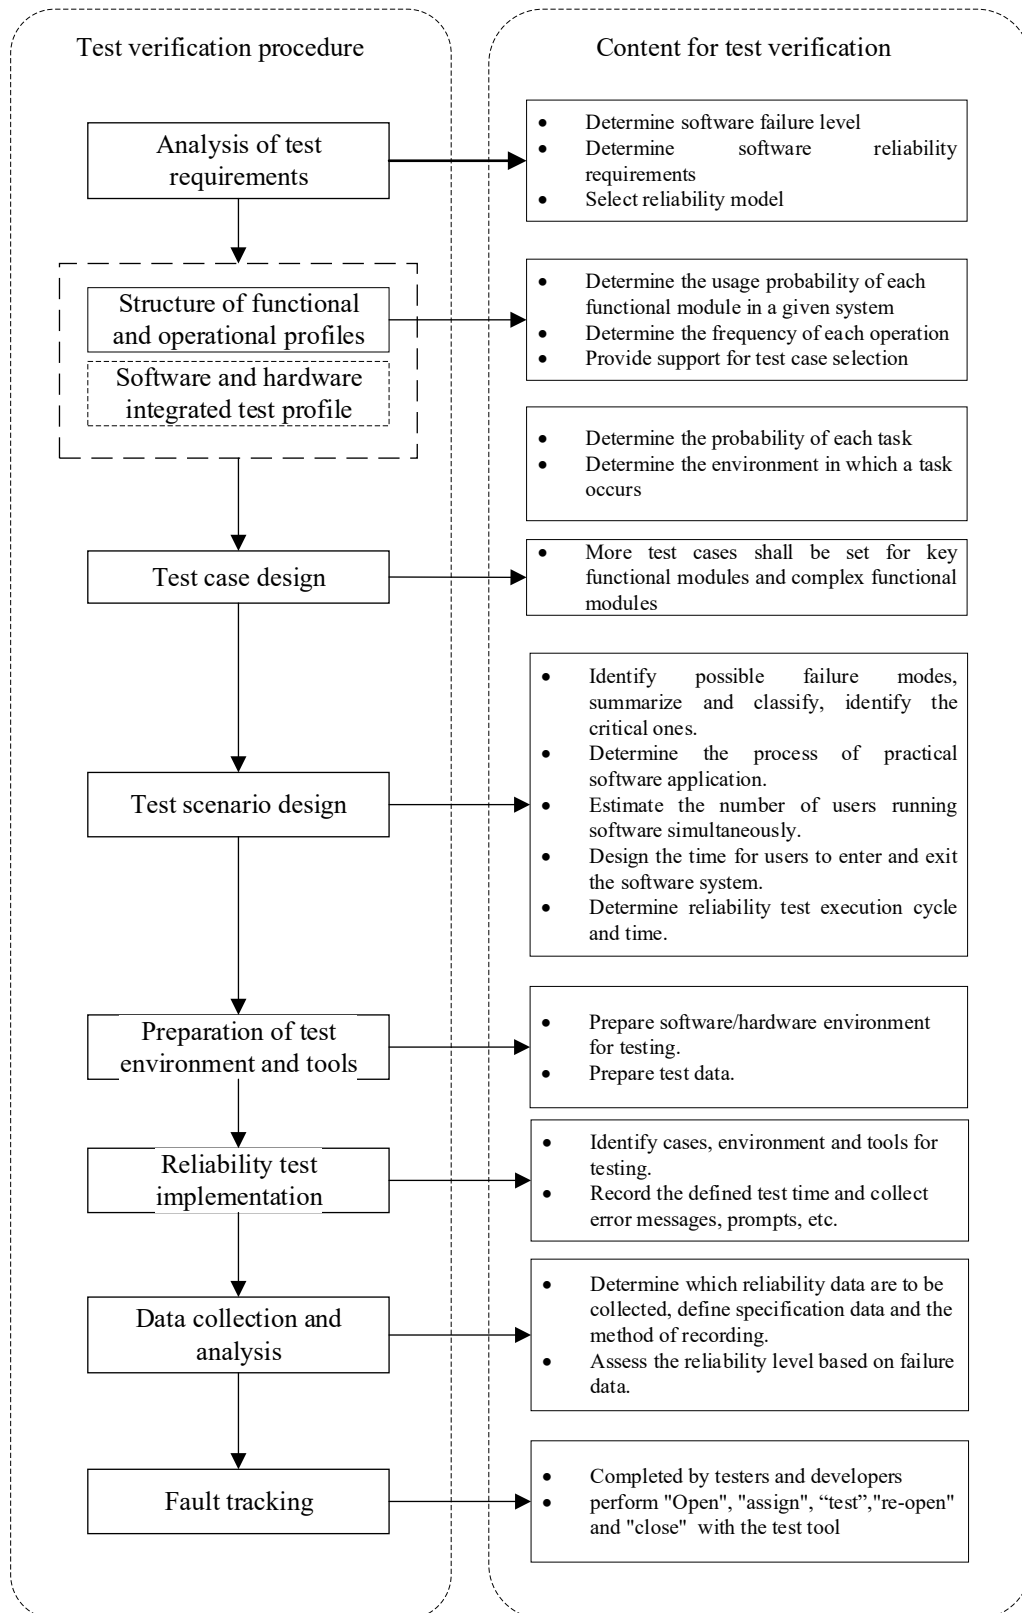 Test verification procedure
Content for test verification
Analysis of test
requirements
• Determine software failure level
• Determine software reliability
requirements
• Select reliability model
Structure of functional
and operational profiles
• Determine the usage probability of each
functional module in a given system
• Determine the frequency of each operation
• Provide support for test case selection
Software and hardware
integrated test profile
• Determine the probability of each task
• Determine the environment in which a task
occurs
Test case design
• More test cases shall be set for key
functional modules and complex functional
modules
Test scenario design
• Identify possible failure modes,
summarize and classify, identify the
critical ones.
• Determine the process of practical
software application.
• Estimate the number of users running
software simultaneously.
• Design the time for users to enter and exit
the software system.
• Determine reliability test execution cycle
and time.
Preparation of test
environment and tools
• Prepare software/hardware environment
for testing.
• Prepare test data.
Reliability test
implementation
• Identify cases, environment and tools for
testing.
• Record the defined test time and collect
error messages, prompts, etc.
Data collection and
analysis
• Determine which reliability data are to be
collected, define specification data and the
method of recording.
• Assess the reliability level based on failure
data.
Fault tracking
• Completed by testers and developers
• perform "Open", "assign", “test”,"re-open"
and "close" with the test tool